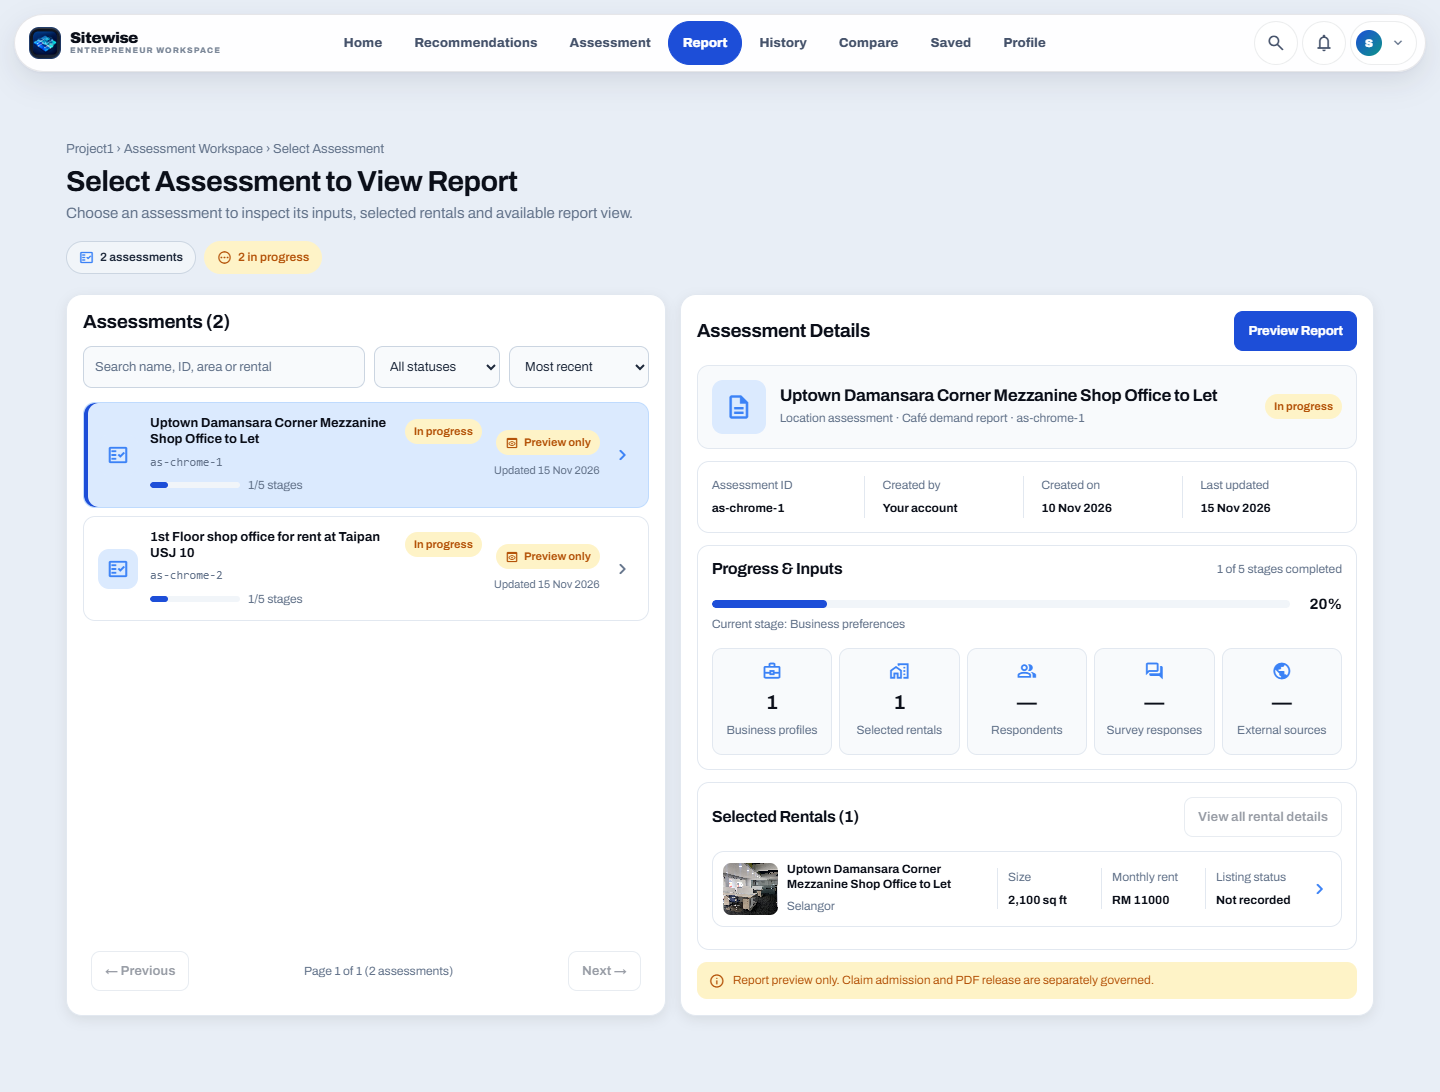 Sitewise
ENTREPRENEUR WORKSPACE
Home
Recommendations
Assessment
Report
History
Compare
Saved
Profile
S
Project1 › Assessment Workspace › Select Assessment
Select Assessment to View Report
Choose an assessment to inspect its inputs, selected rentals and available report view.
2 assessments
2 in progress
Assessments (2)
Search name, ID, area or rental
All statuses
Most recent
Uptown Damansara Corner Mezzanine
Shop Office to Let
as-chrome-1
1/5 stages
In progress
Preview only
Updated 15 Nov 2026
1st Floor shop office for rent at Taipan
USJ 10
as-chrome-2
1/5 stages
In progress
Preview only
Updated 15 Nov 2026
← Previous
Page 1 of 1 (2 assessments)
Next →
Assessment Details
Preview Report
Uptown Damansara Corner Mezzanine Shop Office to Let
Location assessment · Café demand report · as-chrome-1
In progress
Assessment ID
as-chrome-1
Created by
Your account
Created on
10 Nov 2026
Last updated
15 Nov 2026
Progress & Inputs
1 of 5 stages completed
20%
Current stage: Business preferences
1
Business profiles
1
Selected rentals
—
Respondents
—
Survey responses
—
External sources
Selected Rentals (1)
View all rental details
Uptown Damansara Corner
Mezzanine Shop Office to Let
Selangor
Size
2,100 sq ft
Monthly rent
RM 11000
Listing status
Not recorded
Report preview only. Claim admission and PDF release are separately governed.